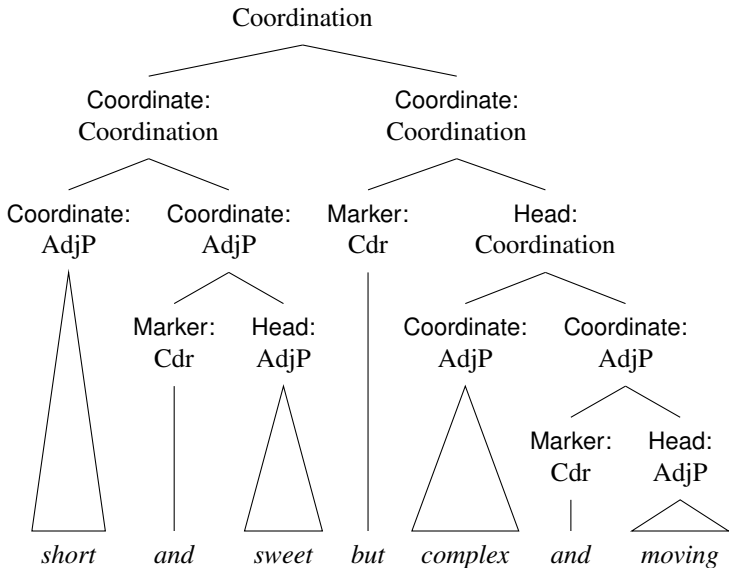 Coordination
Coordinate: Coordinate:
Coordination Coordination
Coordinate: Coordinate: Marker: Head:
AdjP AdjP Cdr Coordination
Marker: Head: Coordinate: Coordinate:
Cdr AdjP AdjP AdjP
Marker: Head:
Cdr AdjP
short and sweet but complex and moving